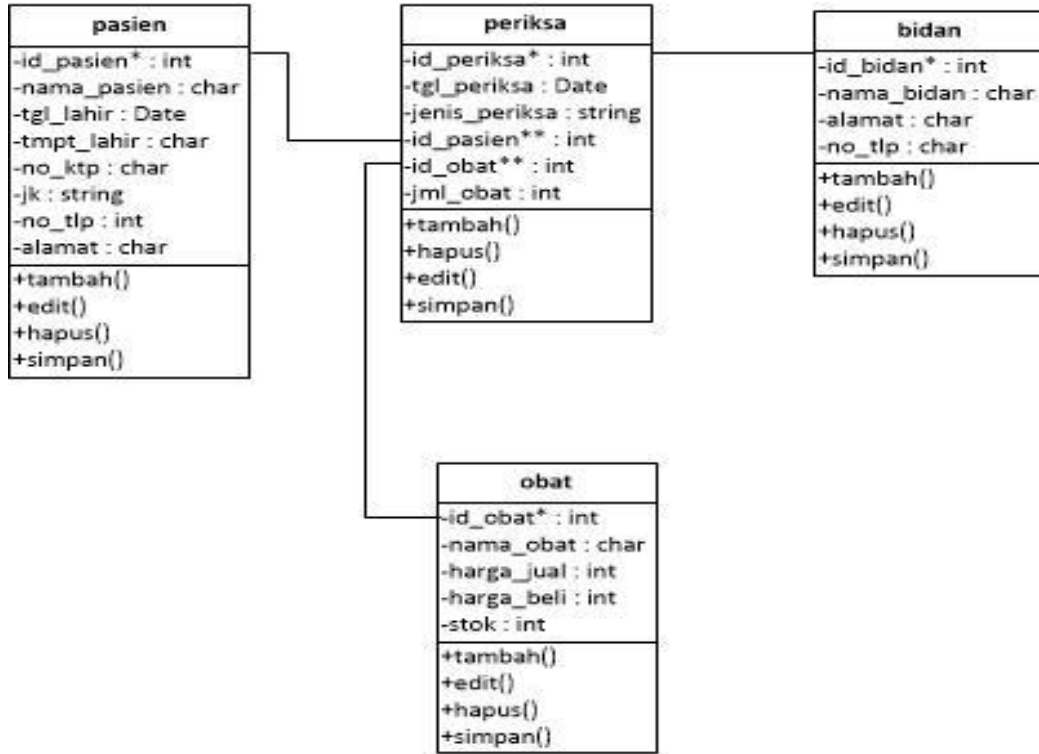 pasien
-id_pasien* : int
-nama_pasien : char
-tgl_lahir : Date
-tmpt_lahir : char
-no_ktp : char
-jk : string
-no_tlp : int
-alamat : char
+tambah()
+edit()
+hapus()
+simpan()
periksa
-id_periksa* : int
-tgl_periksa : Date
-jenis_periksa : string
-id_pasien** : int
-id_obat** : int
-jml_obat : int
+tambah()
+hapus()
+edit()
+simpan()
bidan
-id_bidan* : int
-nama_bidan : char
-alamat : char
-no_tlp : char
+tambah()
+edit()
+hapus()
+simpan()
obat
-id_obat* : int
-nama_obat : char
-harga_jual : int
-harga_beli : int
-stok : int
+tambah()
+edit()
+hapus()
+simpan()